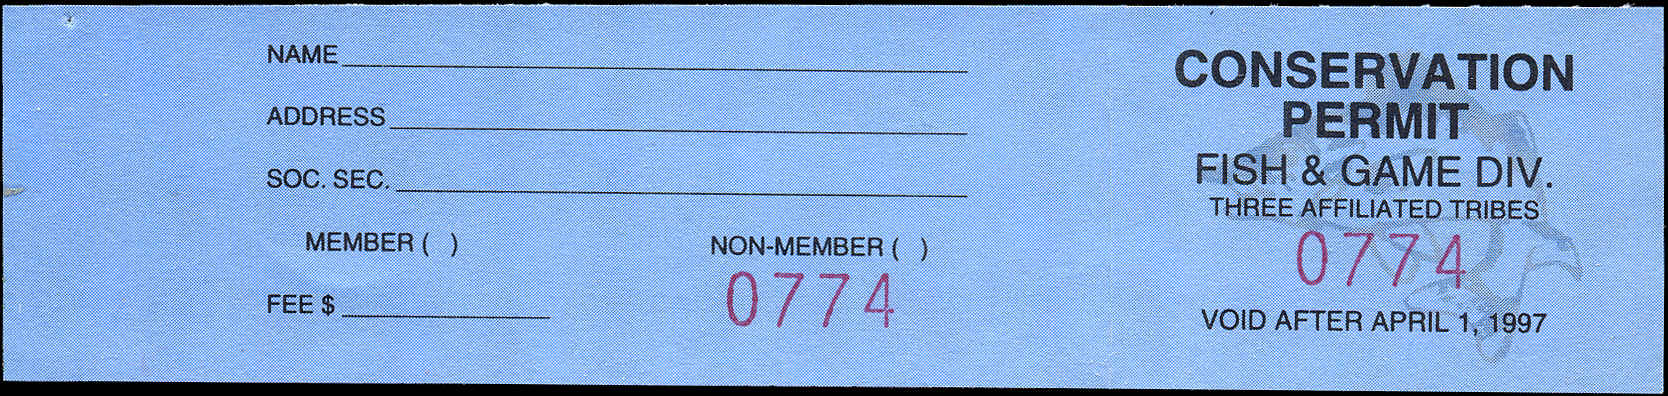 NAME
ADDRESS
SOC. SEC.
MEMBER ( )
NON-MEMBER ( )
0774
FEE $
CONSERVATION
PERMIT
FISH & GAME DIV.
THREE AFFILIATED TRIBES
0774
VOID AFTER APRIL 1, 1997